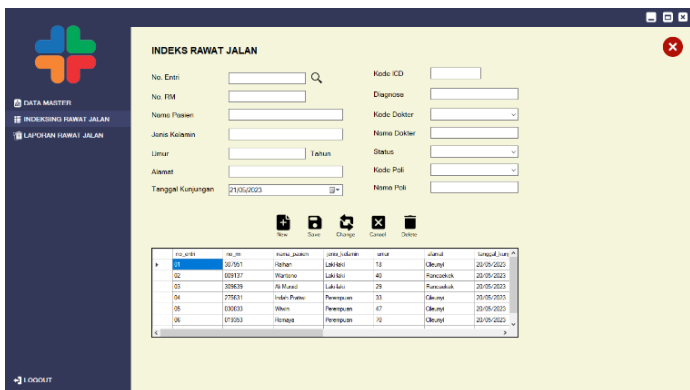 INDEKS RAWAT JALAN
DATA MASTER
INDEKSING RAWAT JALAN
LAPORAN RAWAT JALAN
LOGOUT
No. Entri
No. RM
Nama Pasien
Jenis Kelamin
Umur Tahun
Alamat
Tanggal Kunjungan 21/05/2023
Kode ICD
Diagnosa
Kode Dokter
Nama Dokter
Status
Kode Poli
Nama Poli
New Save Change Cancel Delete
no_entri no_rm nama_pasien jenis_kelamin umur alamat tanggal_kunj
01 Raihan Laki-laki 13 Cileunyi 20/05/2023
02 009137 Wartono Laki-laki 40 Rancaekek 20/05/2023
03 309639 Laki-laki 29 Rancaekek 20/05/2023
04 275631 Indah Pratiwi Perempuan 33 Cileunyi 20/05/2023
05 Perempuan 47 Cileunyi 20/05/2023
06 Perempuan 70 Cileunyi 20/05/2023